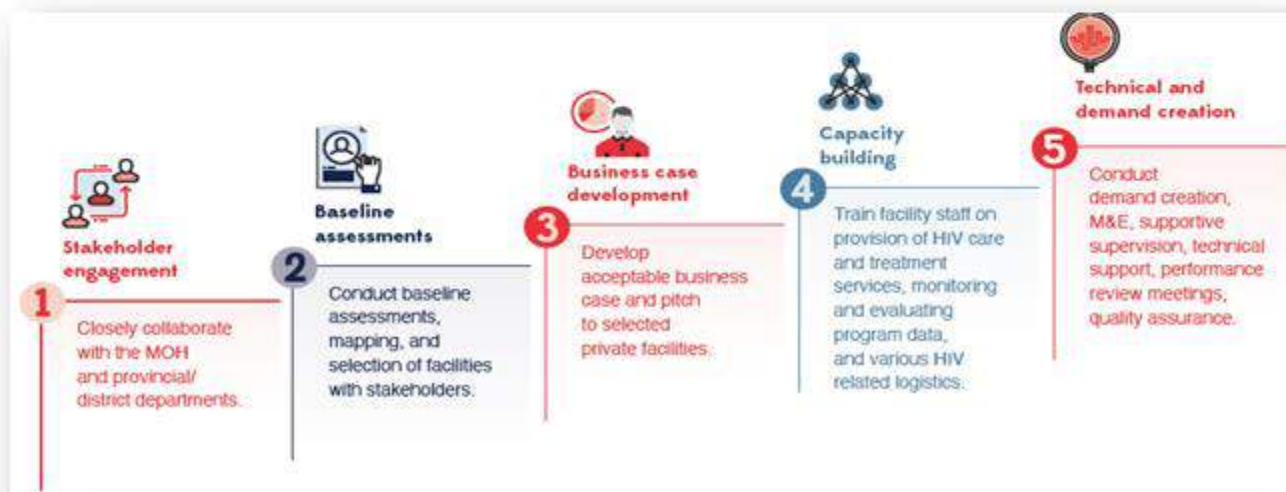 Stakeholder
engagement
1
Closely collaborate
with the MOH
and provincial/
district departments.
Baseline
assessments
2
Conduct baseline
assessments,
mapping, and
selection of facilities
with stakeholders.
Business case
development
3
Develop
acceptable business
case and pitch
to selected
private facilities.
Capacity
building
4
Train facility staff on
provision of HIV care
and treatment
services, monitoring
and evaluating
program data,
and various HIV
related logistics.
Technical and
demand creation
5
Conduct
demand creation,
M&E, supportive
supervision, technical
support, performance
review meetings,
quality assurance.